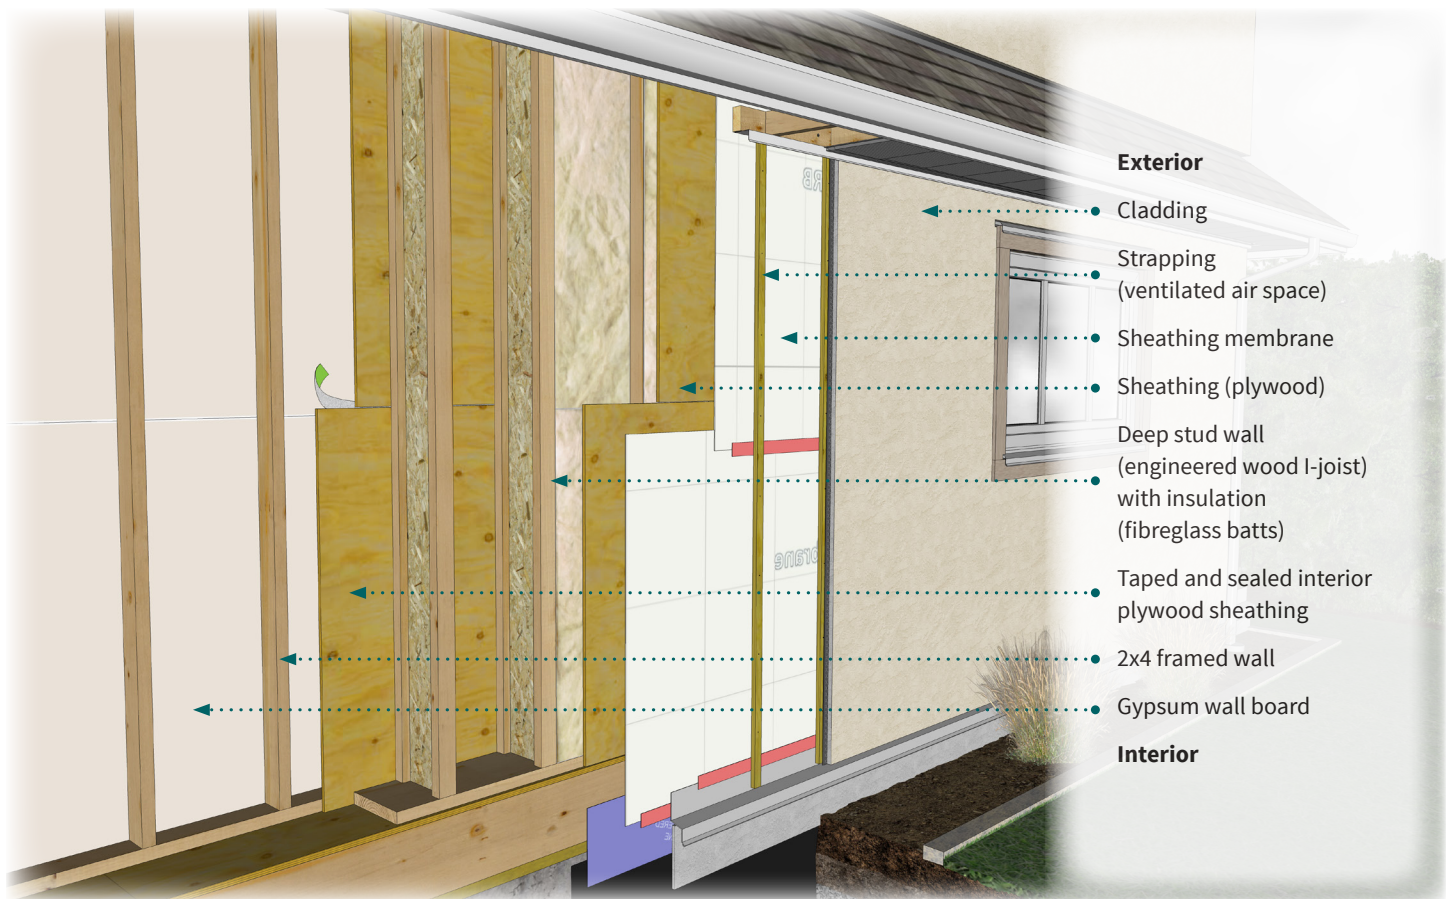 Exterior
Cladding
Strapping
(ventilated air space)
Sheathing membrane
Sheathing (plywood)
Deep stud wall
(engineered wood I-joist)
with insulation
(fibreglass batts)
Taped and sealed interior
plywood sheathing
2x4 framed wall
Gypsum wall board
Interior